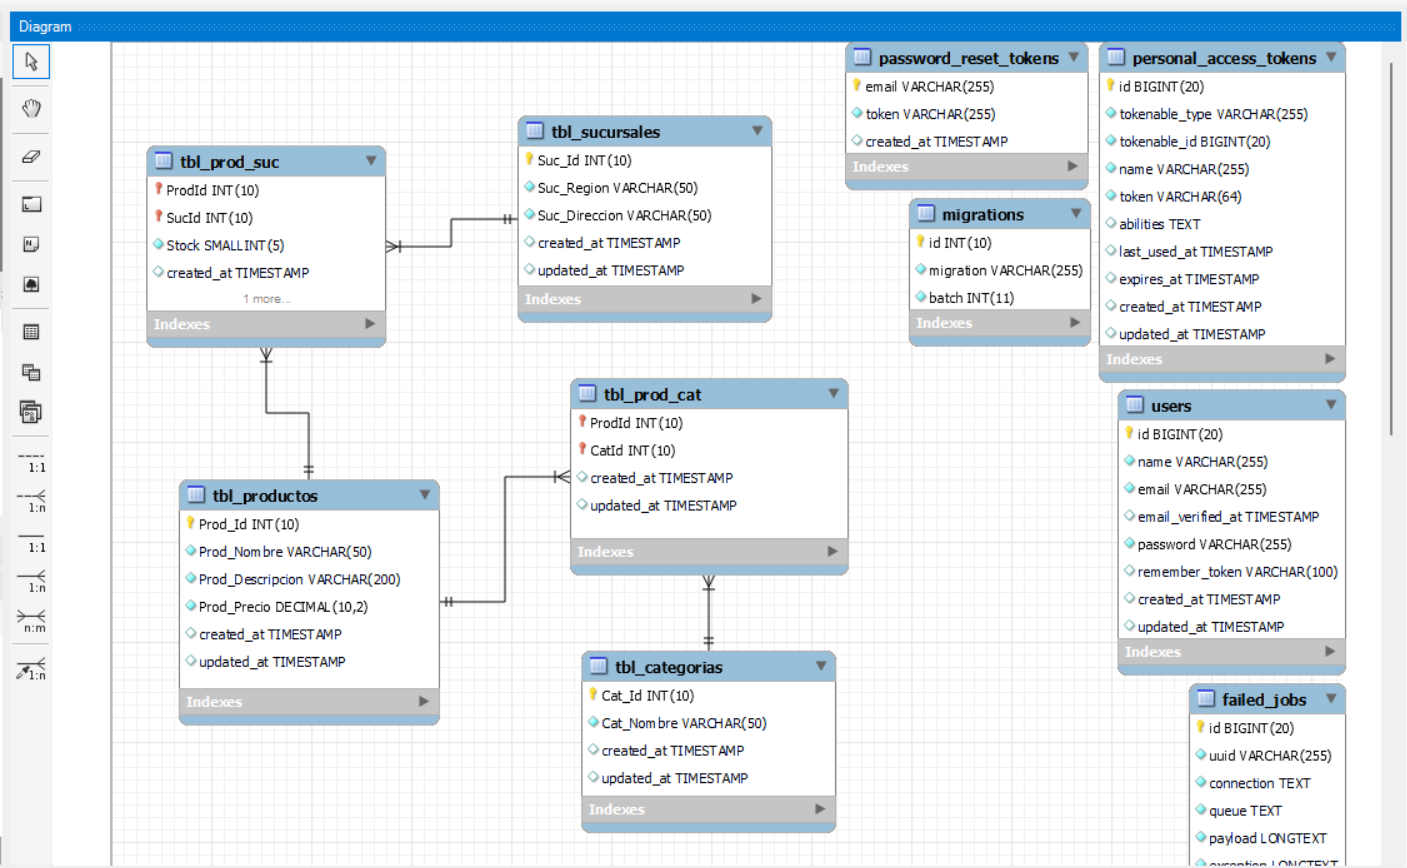 Diagram
tbl_prod_suc
ProdId INT(10)
SucId INT(10)
Stock SMALLINT(5)
created_at TIMESTAMP
1 more...
Indexes
tbl_sucursales
Suc_Id INT(10)
Suc_Region VARCHAR(50)
Suc_Direccion VARCHAR(50)
created_at TIMESTAMP
updated_at TIMESTAMP
Indexes
password_reset_tokens
email VARCHAR(255)
token VARCHAR(255)
created_at TIMESTAMP
Indexes
personal_access_tokens
id BIGINT(20)
tokenable_type VARCHAR(255)
tokenable_id BIGINT(20)
name VARCHAR(255)
token VARCHAR(64)
abilities TEXT
last_used_at TIMESTAMP
expires_at TIMESTAMP
created_at TIMESTAMP
updated_at TIMESTAMP
Indexes
migrations
id INT(10)
migration VARCHAR(255)
batch INT(11)
Indexes
tbl_prod_cat
ProdId INT(10)
CatId INT(10)
created_at TIMESTAMP
updated_at TIMESTAMP
Indexes
users
id BIGINT(20)
name VARCHAR(255)
email VARCHAR(255)
email_verified_at TIMESTAMP
password VARCHAR(255)
remember_token VARCHAR(100)
created_at TIMESTAMP
updated_at TIMESTAMP
Indexes
tbl_productos
Prod_Id INT(10)
Prod_Nombre VARCHAR(50)
Prod_Descripcion VARCHAR(200)
Prod_Precio DECIMAL(10,2)
created_at TIMESTAMP
updated_at TIMESTAMP
Indexes
tbl_categorias
Cat_Id INT(10)
Cat_Nombre VARCHAR(50)
created_at TIMESTAMP
updated_at TIMESTAMP
Indexes
failed_jobs
id BIGINT(20)
uuid VARCHAR(255)
connection TEXT
queue TEXT
payload LONGTEXT
exception LONGTEXT
1:1
1:n
1:1
1:n
n:m
1:n